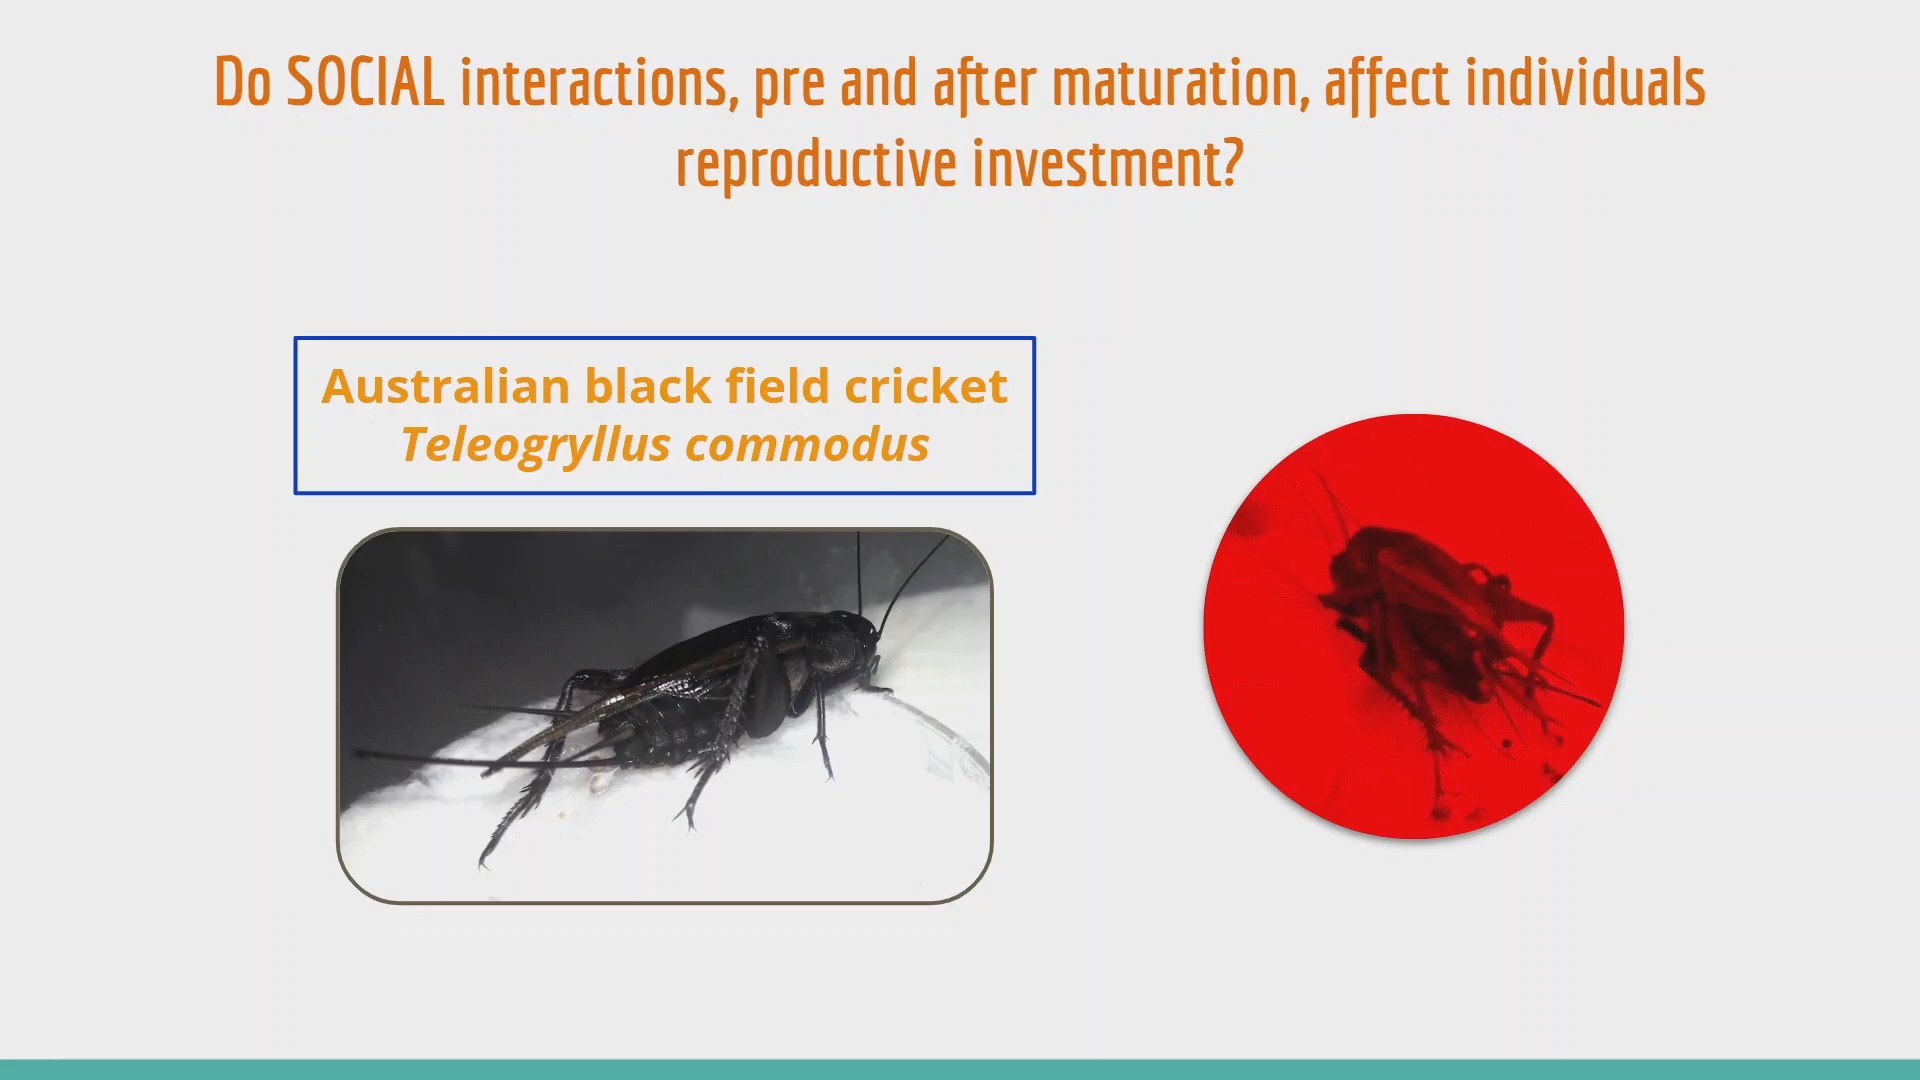 Do SOCIAL interactions, pre and after maturation, affect individuals
reproductive investment?
Australian black field cricket
Teleogryllus commodus